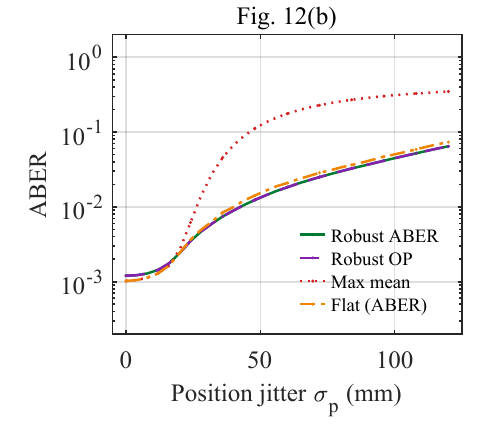 Fig. 12(b)
10^0
10^-1
10^-2
10^-3
ABER
Robust ABER
Robust OP
Max mean
Flat (ABER)
0 50 100
Position jitter σ_p (mm)